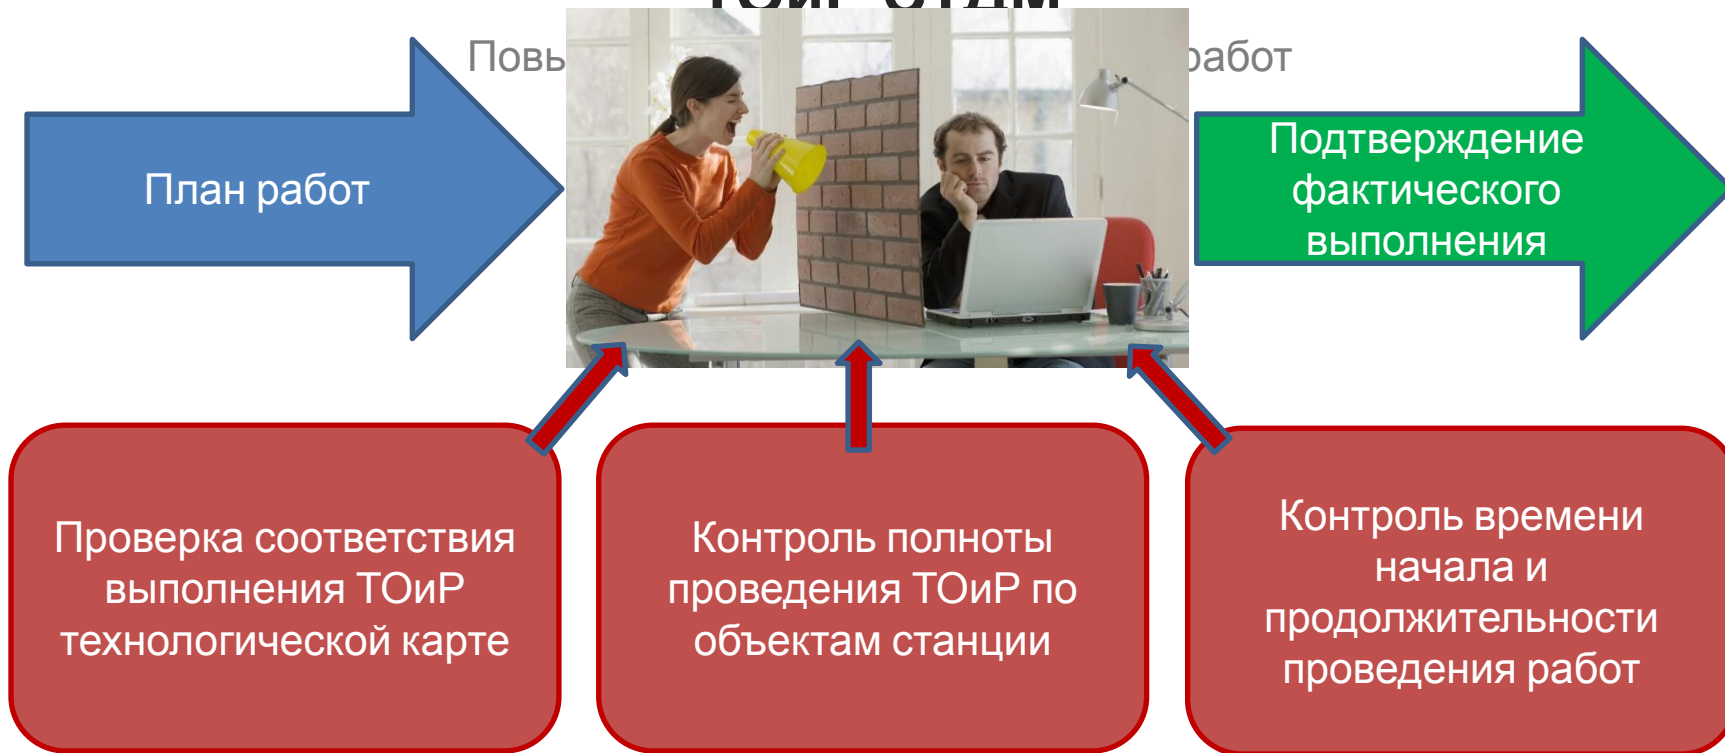 работ
План работ
Подтверждение
фактического
выполнения
Проверка соответствия
выполнения ТОиР
технологической карте
Контроль полноты
проведения ТОиР по
объектам станции
Контроль времени
начала и
продолжительности
проведения работ